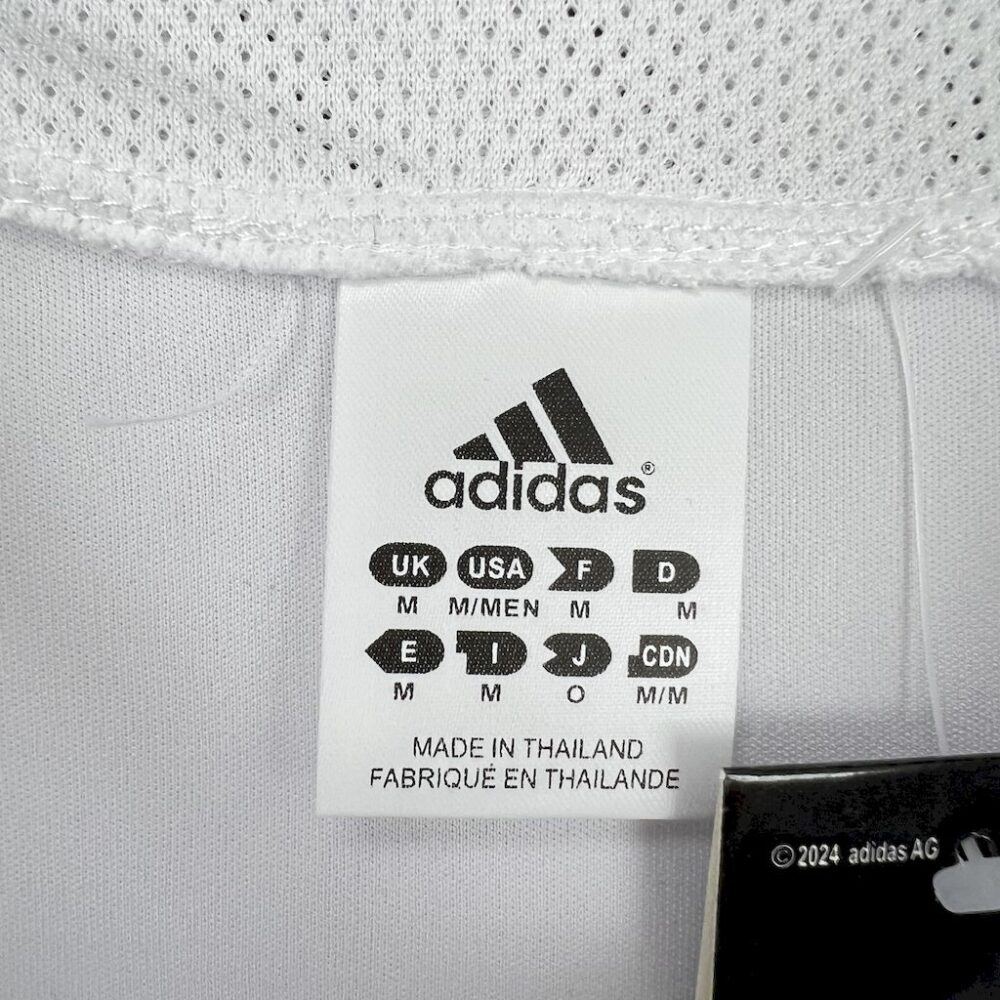 adidas®
UK USA F D
M M/MEN M M
E I J CDN
M M O M/M
MADE IN THAILAND
FABRIQUÉ EN THAILANDE
© 2024 adidas AG